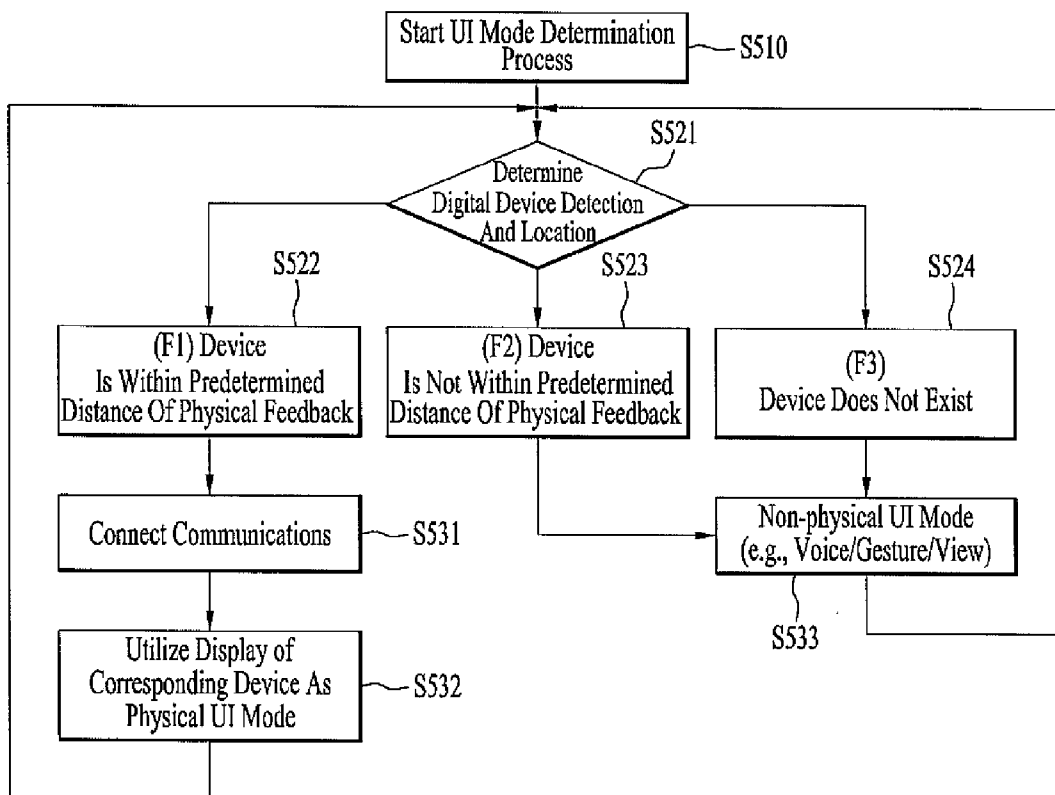 Start UI Mode Determination
Process
S510
S521
Determine
Digital Device Detection
And Location
S522
S523
S524
(F1) Device
Is Within Predetermined
Distance Of Physical Feedback
(F2) Device
Is Not Within Predetermined
Distance Of Physical Feedback
(F3)
Device Does Not Exist
Connect Communications
S531
Non-physical UI Mode
(e.g., Voice/Gesture/View)
S533
Utilize Display of
Corresponding Device As
Physical UI Mode
S532